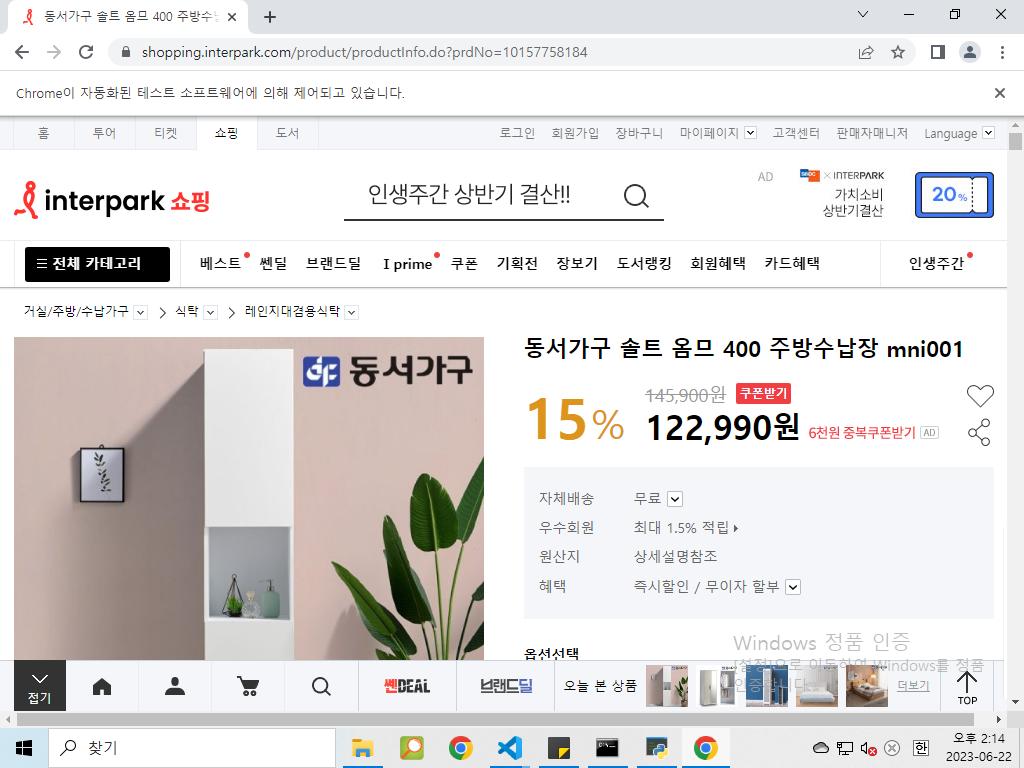 동서가구 솔트 옴므 400 주방수납
shopping.interpark.com/product/productInfo.do?prdNo=10157758184
Chrome이 자동화된 테스트 소프트웨어에 의해 제어되고 있습니다.
홈 투어 티켓 쇼핑 도서 로그인 회원가입 장바구니 마이페이지 고객센터 판매자매니저 Language
interpark 쇼핑
인생주간 상반기 결산!!
AD
× INTERPARK
가치소비
상반기결산
20%
전체 카테고리 베스트 쎈딜 브랜드딜 I prime 쿠폰 기획전 장보기 도서랭킹 회원혜택 카드혜택 인생주간
거실/주방/수납가구 > 식탁 > 레인지대겸용식탁
동서가구
동서가구 솔트 옴므 400 주방수납장 mni001
15%
145,900원 쿠폰받기
122,990원 6천원 중복쿠폰받기 AD
자체배송 무료
우수회원 최대 1.5% 적립
원산지 상세설명참조
혜택 즉시할인 / 무이자 할부
옵션선택
Windows 정품 인증
[설정]으로 이동하여 Windows를 정품
인증합니다.
접기
쎈DEAL
브랜드딜
오늘 본 상품
더보기
TOP
찾기
한
오후 2:14
2023-06-22